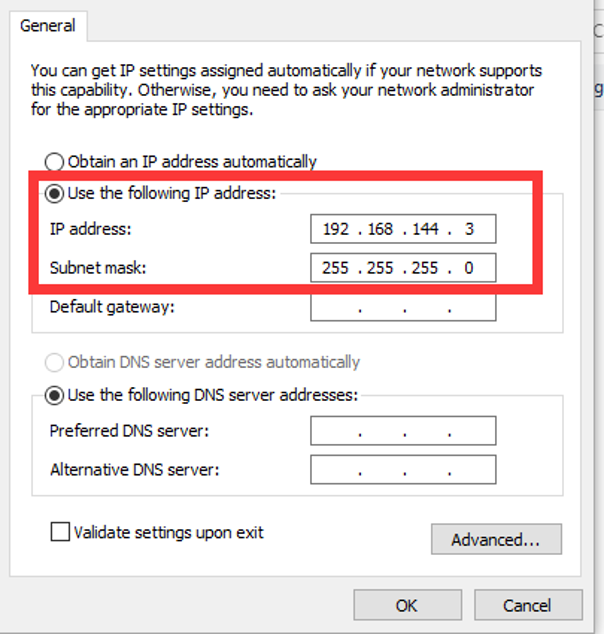 General
You can get IP settings assigned automatically if your network supports
this capability. Otherwise, you need to ask your network administrator
for the appropriate IP settings.
Obtain an IP address automatically
Use the following IP address:
IP address: 192 . 168 . 144 . 3
Subnet mask: 255 . 255 . 255 . 0
Default gateway: . . .
Obtain DNS server address automatically
Use the following DNS server addresses:
Preferred DNS server: . . .
Alternative DNS server: . . .
Validate settings upon exit
Advanced...
OK Cancel